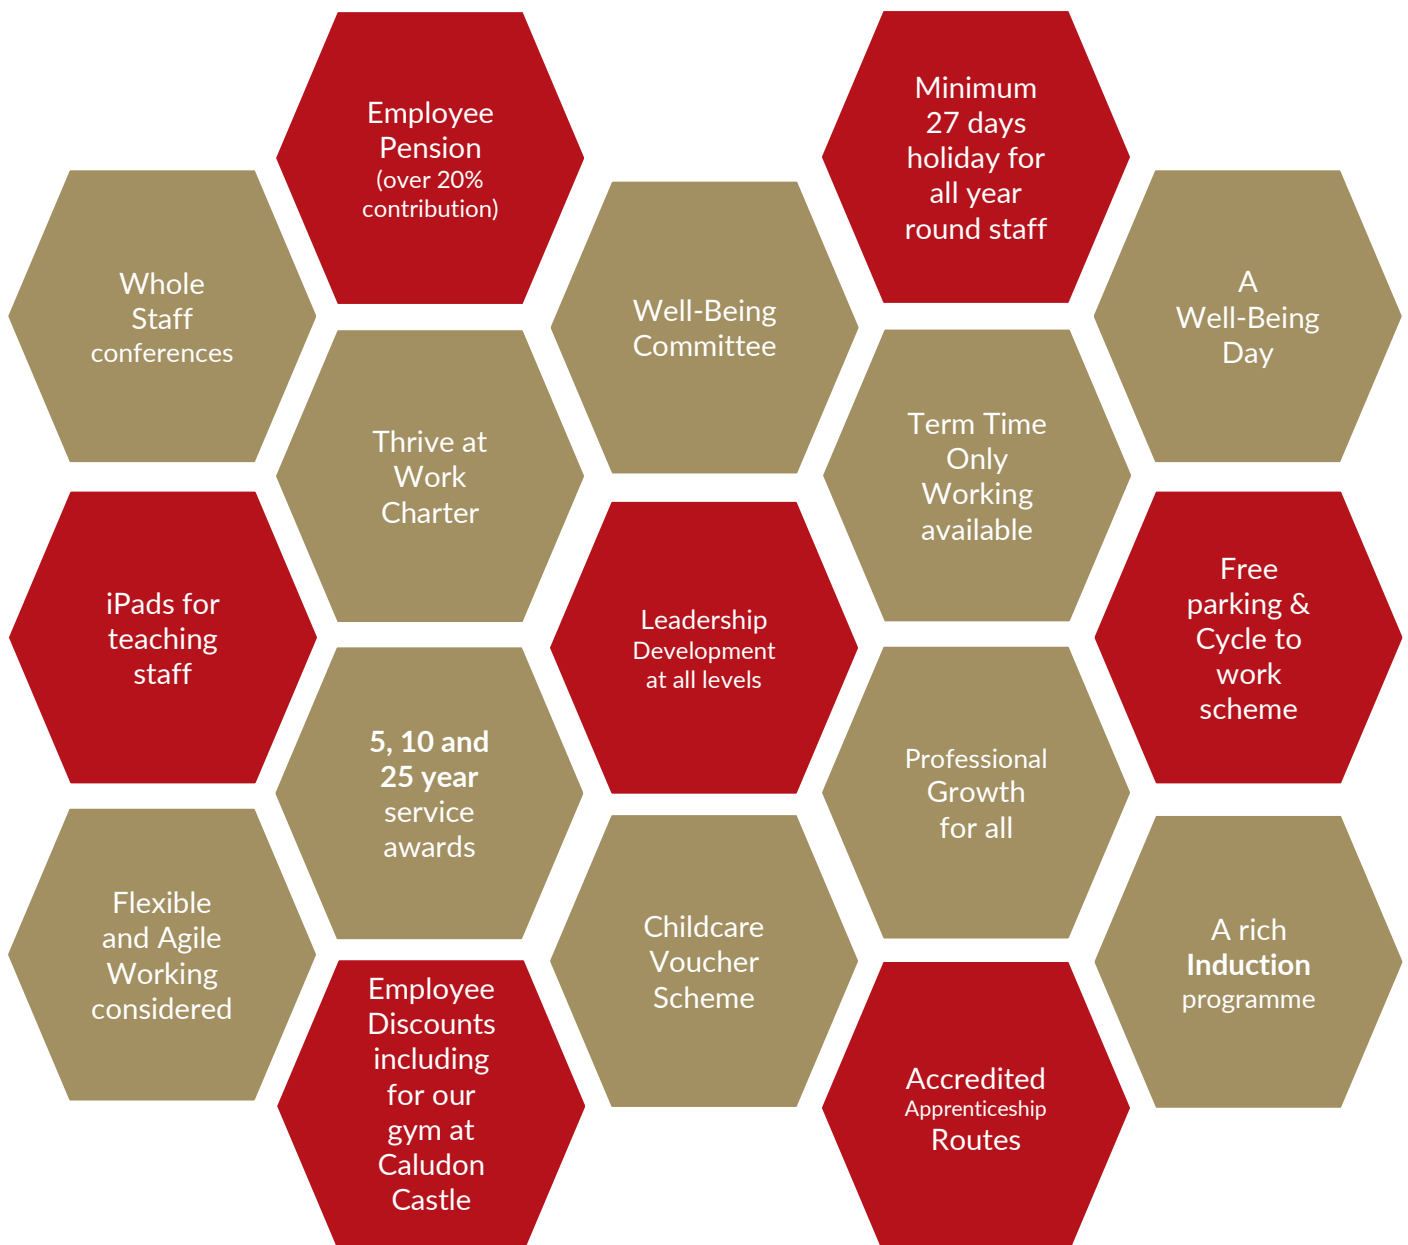 Employee
Pension
(over 20%
contribution)
Minimum
27 days
holiday for
all year
round staff
Whole
Staff
conferences
Well-Being
Committee
A
Well-Being
Day
Thrive at
Work
Charter
Term Time
Only
Working
available
iPads for
teaching
staff
Leadership
Development
at all levels
Free
parking &
Cycle to
work
scheme
5, 10 and
25 year
service
awards
Professional
Growth
for all
Flexible
and Agile
Working
considered
Childcare
Voucher
Scheme
A rich
Induction
programme
Employee
Discounts
including
for our
gym at
Caludon
Castle
Accredited
Apprenticeship
Routes